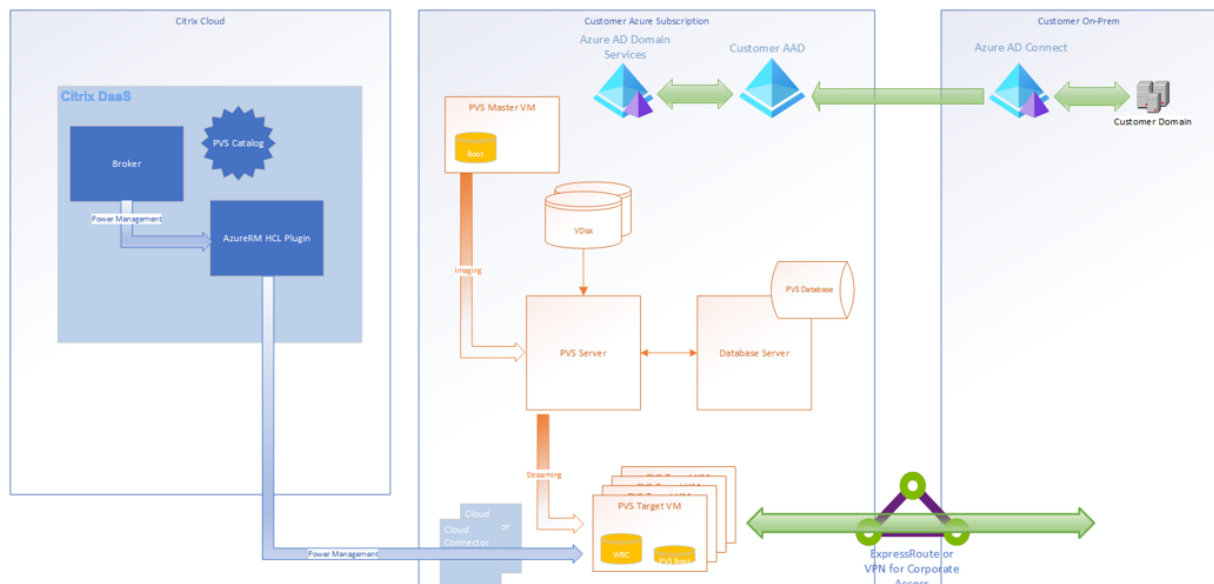 Citrix Cloud
Citrix DaaS
Broker
PVS Catalog
Power Management
AzureRM HCL Plugin
Customer Azure Subscription
Azure AD Domain
Services
Customer AAD
PVS Master VM
Boot
VDisk
Imaging
PVS Server
PVS Database
Database Server
Streaming
PVS Target VM
WBC
PVS Boot
Cloud
or
Cloud
Connector
Power Management
Customer On-Prem
Azure AD Connect
Customer Domain
ExpressRoute or
VPN for Corporate
Access